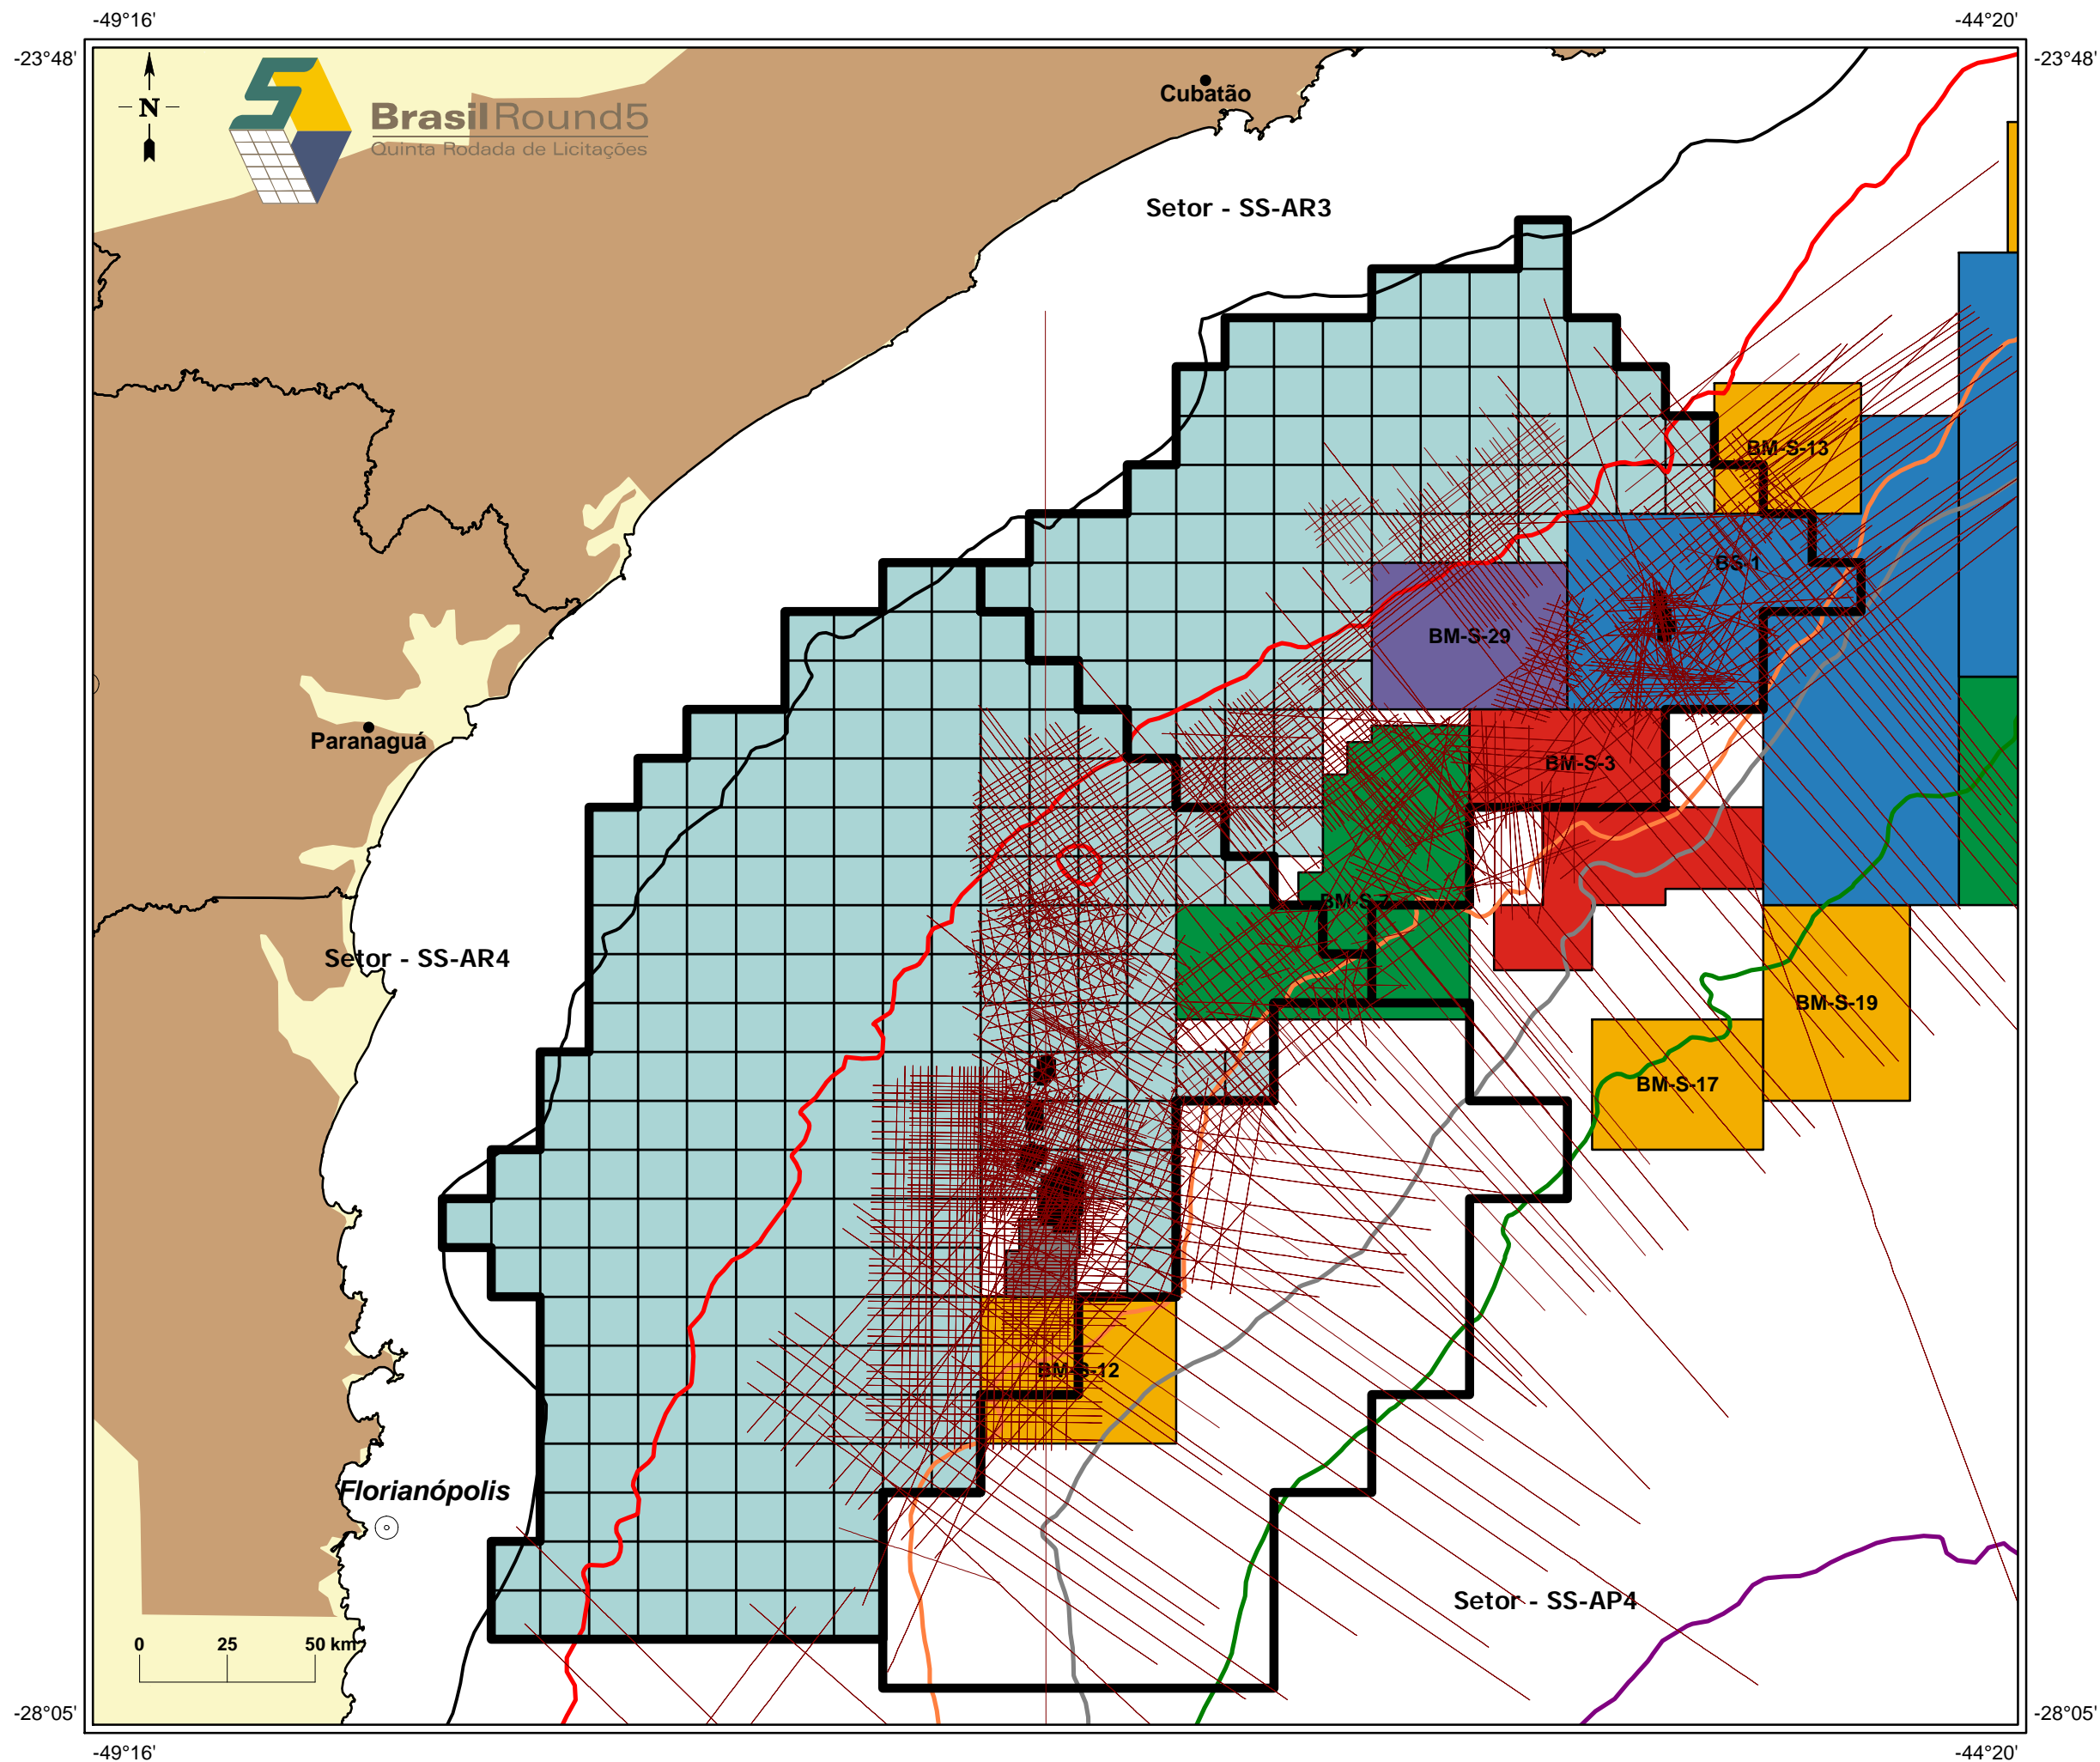 -49°16'
-44°20'
-23°48'
-23°48'
N
BrasilRound5
Quinta Rodada de Licitações
Cubatão
Setor - SS-AR3
BM-S-13
BS-1
BM-S-29
Paranaguá
BM-S-3
BM-S-7
Setor - SS-AR4
BM-S-19
BM-S-17
BM-S-12
Florianópolis
Setor - SS-AP4
0 25 50 km
-28°05'
-28°05'
-49°16'
-44°20'